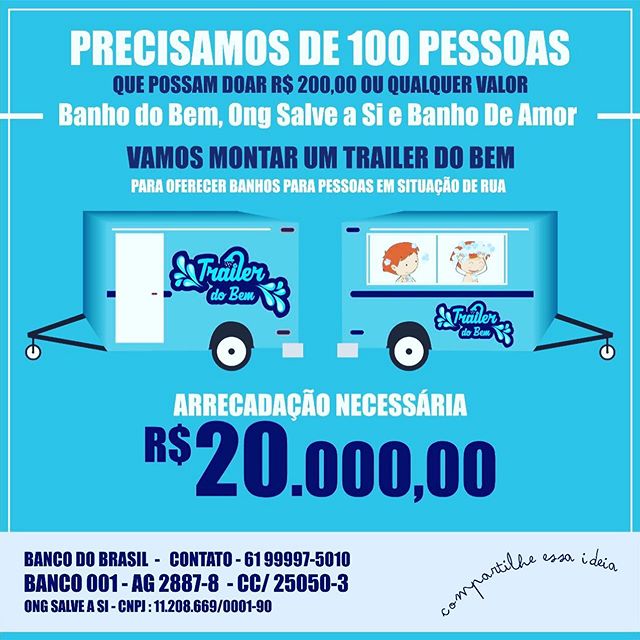 PRECISAMOS DE 100 PESSOAS
QUE POSSAM DOAR R$ 200,00 OU QUALQUER VALOR
Banho do Bem, Ong Salve a Si e Banho De Amor
VAMOS MONTAR UM TRAILER DO BEM
PARA OFERECER BANHOS PARA PESSOAS EM SITUAÇÃO DE RUA
Trailer
do Bem
Trailer
do Bem
ARRECADAÇÃO NECESSÁRIA
R$ 20.000,00
BANCO DO BRASIL - CONTATO - 61 99997-5010
BANCO 001 - AG 2887-8 - CC/ 25050-3
ONG SALVE A SI - CNPJ : 11.208.669/0001-90
compartilhe essa ideia